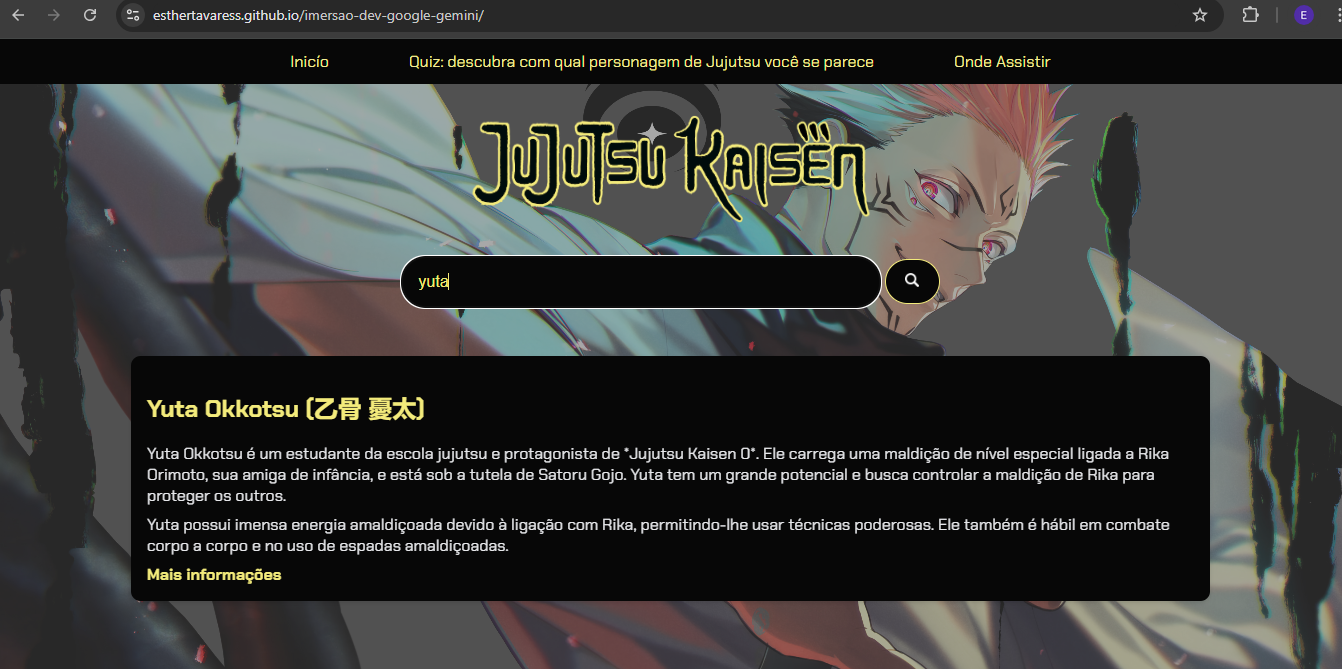 esthertavaress.github.io/imersao-dev-google-gemini/
E
Inicío Quiz: descubra com qual personagem de Jujutsu você se parece Onde Assistir
JUJUTSU KAISEN
yuta
Yuta Okkotsu (乙骨 憂太)
Yuta Okkotsu é um estudante da escola jujutsu e protagonista de *Jujutsu Kaisen 0*. Ele carrega uma maldição de nível especial ligada a Rika
Orimoto, sua amiga de infância, e está sob a tutela de Satoru Gojo. Yuta tem um grande potencial e busca controlar a maldição de Rika para
proteger os outros.
Yuta possui imensa energia amaldiçoada devido à ligação com Rika, permitindo-lhe usar técnicas poderosas. Ele também é hábil em combate
corpo a corpo e no uso de espadas amaldiçoadas.
Mais informações